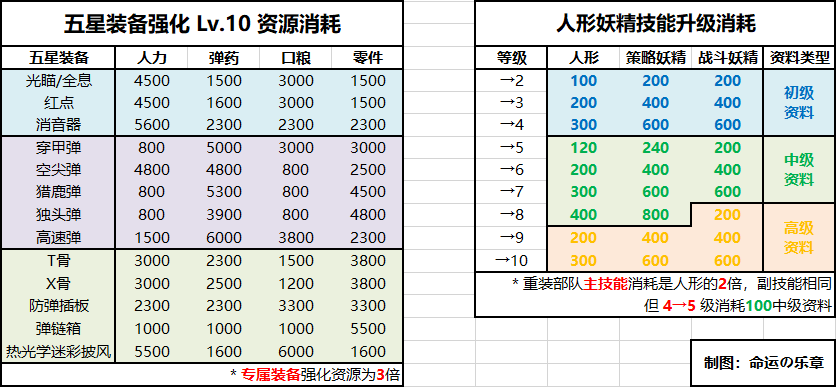 五星装备强化 Lv.10 资源消耗
五星装备 人力 弹药 口粮 零件
光瞄/全息 4500 1500 3000 1500
红点 4500 1600 3000 1500
消音器 5600 2300 2300 2300
穿甲弹 800 5000 3000 3000
空尖弹 4800 4800 800 2500
猎鹿弹 800 5300 800 4500
独头弹 800 3900 800 4800
高速弹 1500 6000 3800 2300
T骨 3000 2300 1500 3800
X骨 3000 2500 1200 3800
防弹插板 2300 2300 3300 3300
弹链箱 1000 1000 1000 5500
热光学迷彩披风 5500 1600 6000 1600
* 专属装备强化资源为3倍
人形妖精技能升级消耗
等级 人形 策略妖精 战斗妖精 资料类型
→2 100 200 200
→3 200 400 400
→4 300 600 600
初级
资料
→5 120 240 200
→6 200 400 400
→7 300 600 600
中级
资料
→8 400 800 200
→9 200 400 400
→10 300 600 600
高级
资料
* 重装部队主技能消耗是人形的2倍，副技能相同
但 4→5 级消耗100中级资料
制图：命运の乐章